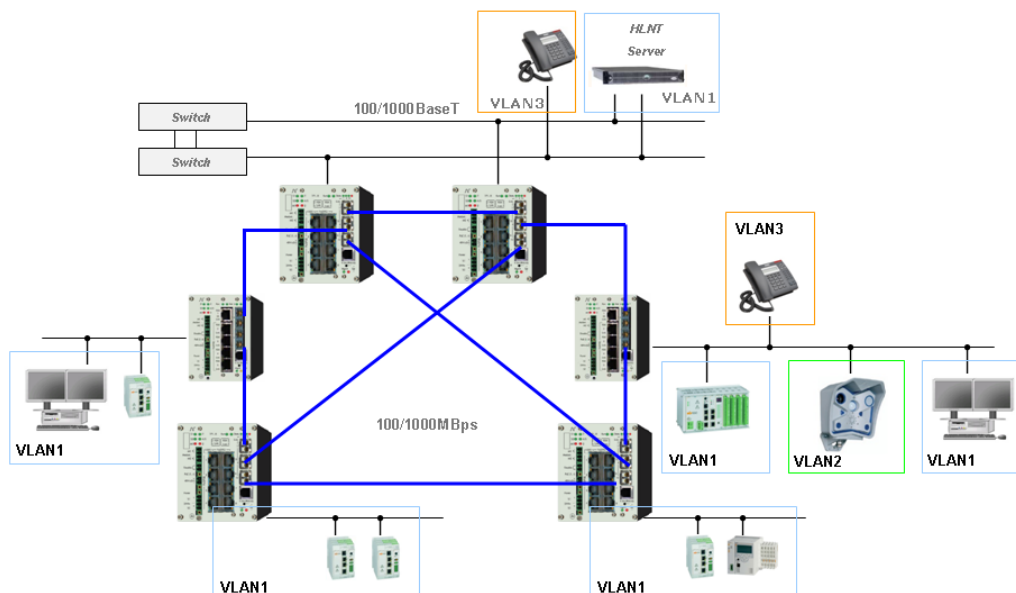 HLNT
Server
VLAN3
VLAN1
100/1000BaseT
Switch
Switch
VLAN3
100/1000MBps
VLAN1
VLAN1
VLAN2
VLAN1
VLAN1
VLAN1